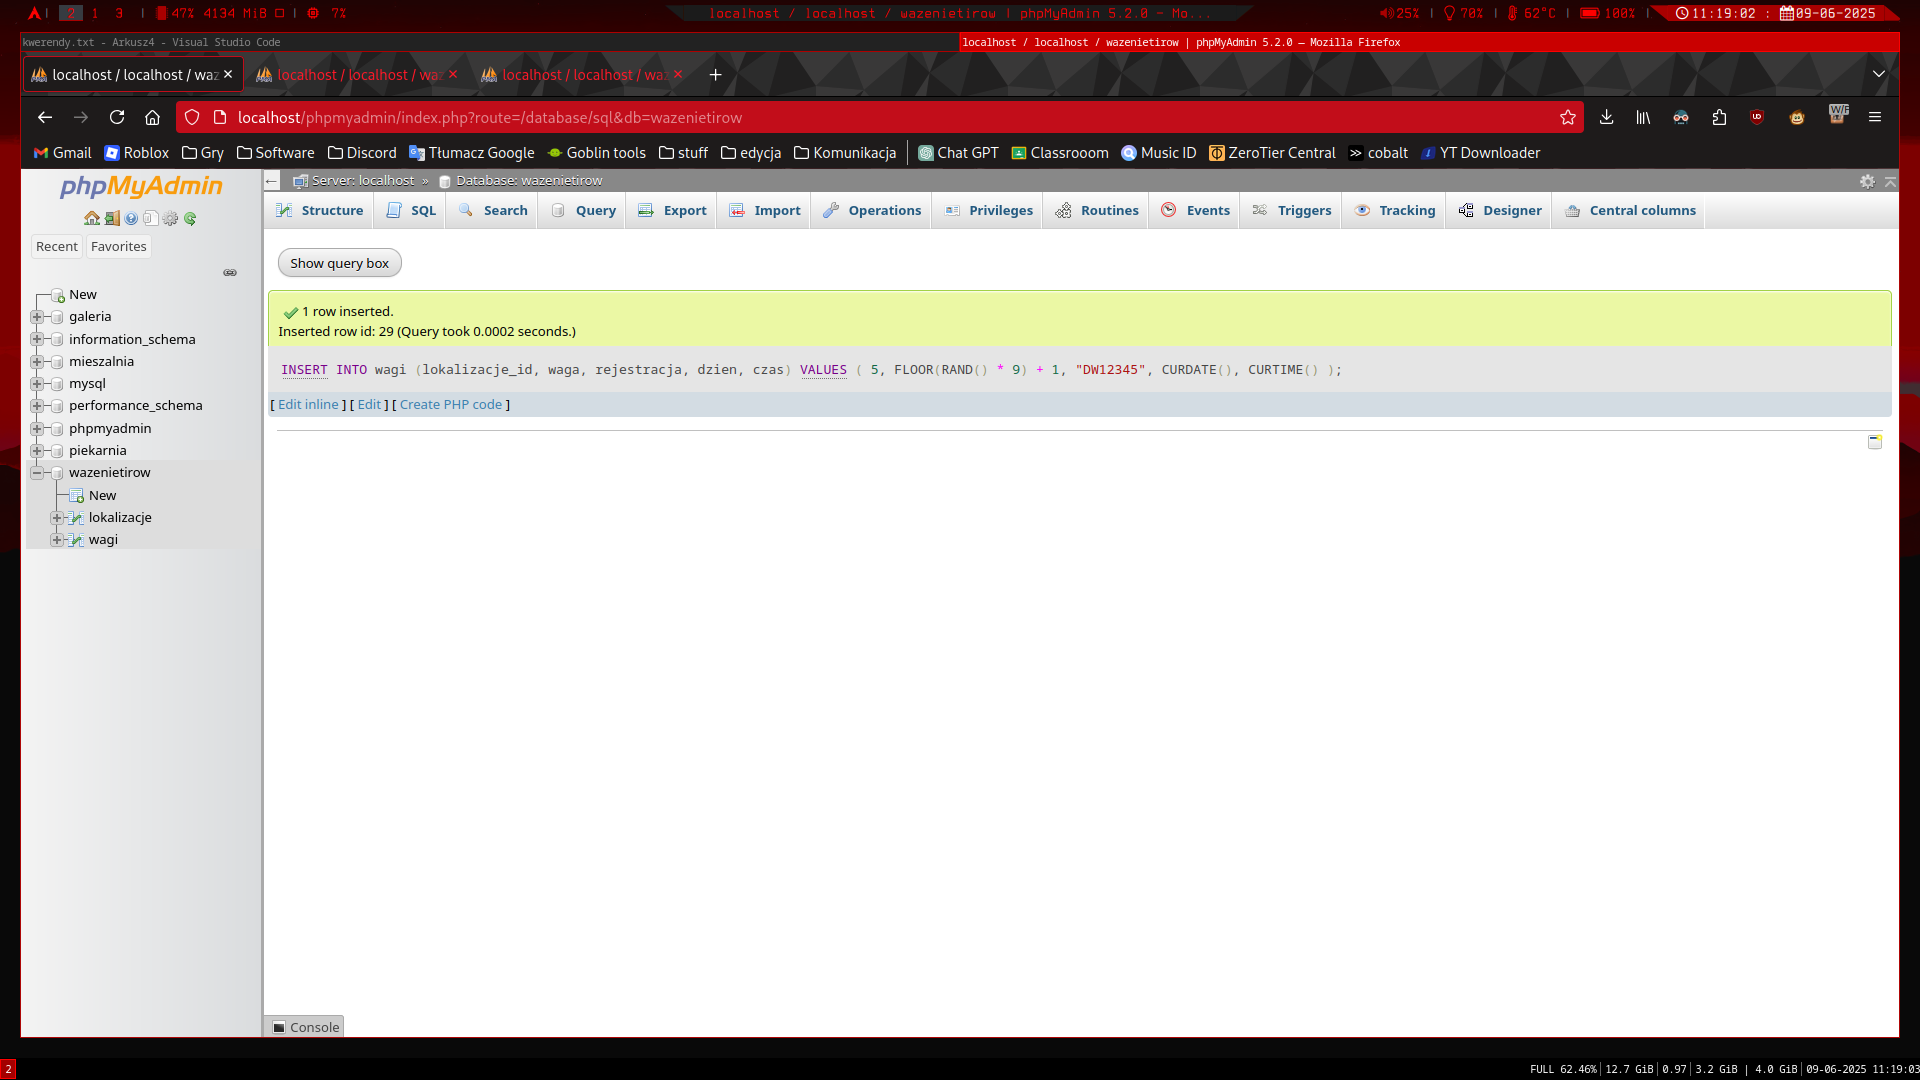 2 1 3 47% 4134 MiB 7% localhost / localhost / wazenietirow | phpMyAdmin 5.2.0 — Mo... 25% 70% 62°C 100% 11:19:02 : 09-06-2025
kwerendy.txt - Arkusz4 - Visual Studio Code localhost / localhost / wazenietirow | phpMyAdmin 5.2.0 — Mozilla Firefox
localhost / localhost / waz localhost / localhost / waz localhost / localhost / waz
localhost/phpmyadmin/index.php?route=/database/sql&db=wazenietirow
Gmail Roblox Gry Software Discord Tłumacz Google Goblin tools stuff edycja Komunikacja Chat GPT Classrooom Music ID ZeroTier Central cobalt YT Downloader
phpMyAdmin
Recent Favorites
New
galeria
information_schema
mieszalnia
mysql
performance_schema
phpmyadmin
piekarnia
wazenietirow
New
lokalizacje
wagi
Server: localhost » Database: wazenietirow
Structure SQL Search Query Export Import Operations Privileges Routines Events Triggers Tracking Designer Central columns
Show query box
1 row inserted.
Inserted row id: 29 (Query took 0.0002 seconds.)
INSERT INTO wagi (lokalizacje_id, waga, rejestracja, dzien, czas) VALUES ( 5, FLOOR(RAND() * 9) + 1, "DW12345", CURDATE(), CURTIME() );
[ Edit inline ] [ Edit ] [ Create PHP code ]
Console
2 FULL 62.46% | 12.7 GiB | 0.97 | 3.2 GiB | 4.0 GiB | 09-06-2025 11:19:03